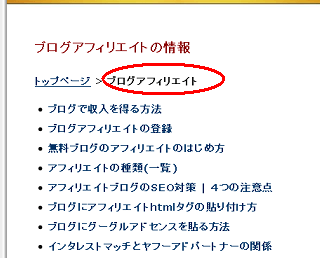 ブログアフィリエイトの情報
トップページ > ブログアフィリエイト
• ブログで収入を得る方法
• ブログアフィリエイトの登録
• 無料ブログのアフィリエイトのはじめ方
• アフィリエイトの種類(一覧)
• アフィリエイトブログのSEO対策 | 4つの注意点
• ブログにアフィリエイトhtmlタグの貼り付け方
• ブログにグーグルアドセンスを貼る方法
• インタレストマッチとヤフーアドパートナーの関係